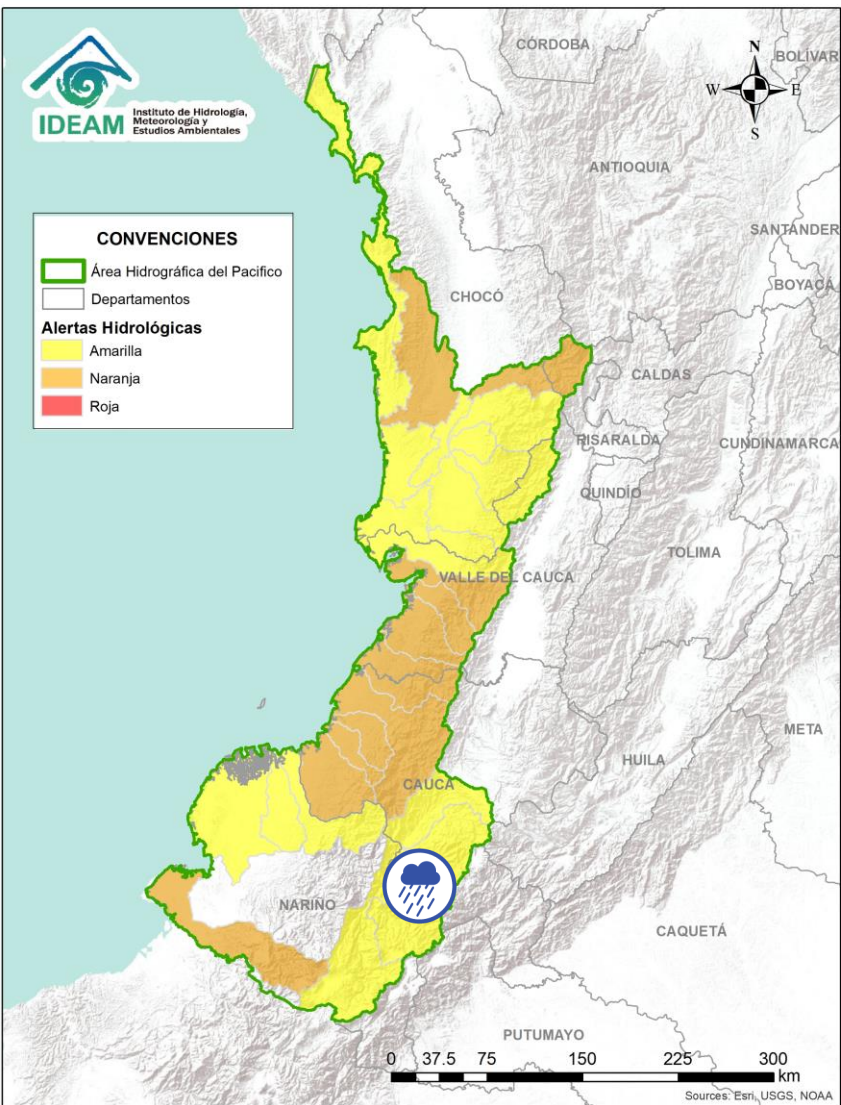 IDEAM
Instituto de Hidrología,
Meteorología y
Estudios Ambientales
N
W
E
S
CONVENCIONES
Área Hidrográfica del Pacifico
Departamentos
Alertas Hidrológicas
Amarilla
Naranja
Roja
CÓRDOBA
BOLÍVAR
ANTIOQUIA
SANTANDER
BOYACÁ
CHOCÓ
CALDAS
RISARALDA
CUNDINAMARCA
QUINDÍO
TOLIMA
VALLE DEL CAUCA
META
HUILA
CAUCA
NARIÑO
CAQUETÁ
PUTUMAYO
0 37.5 75 150 225 300
km
Sources: Esri, USGS, NOAA